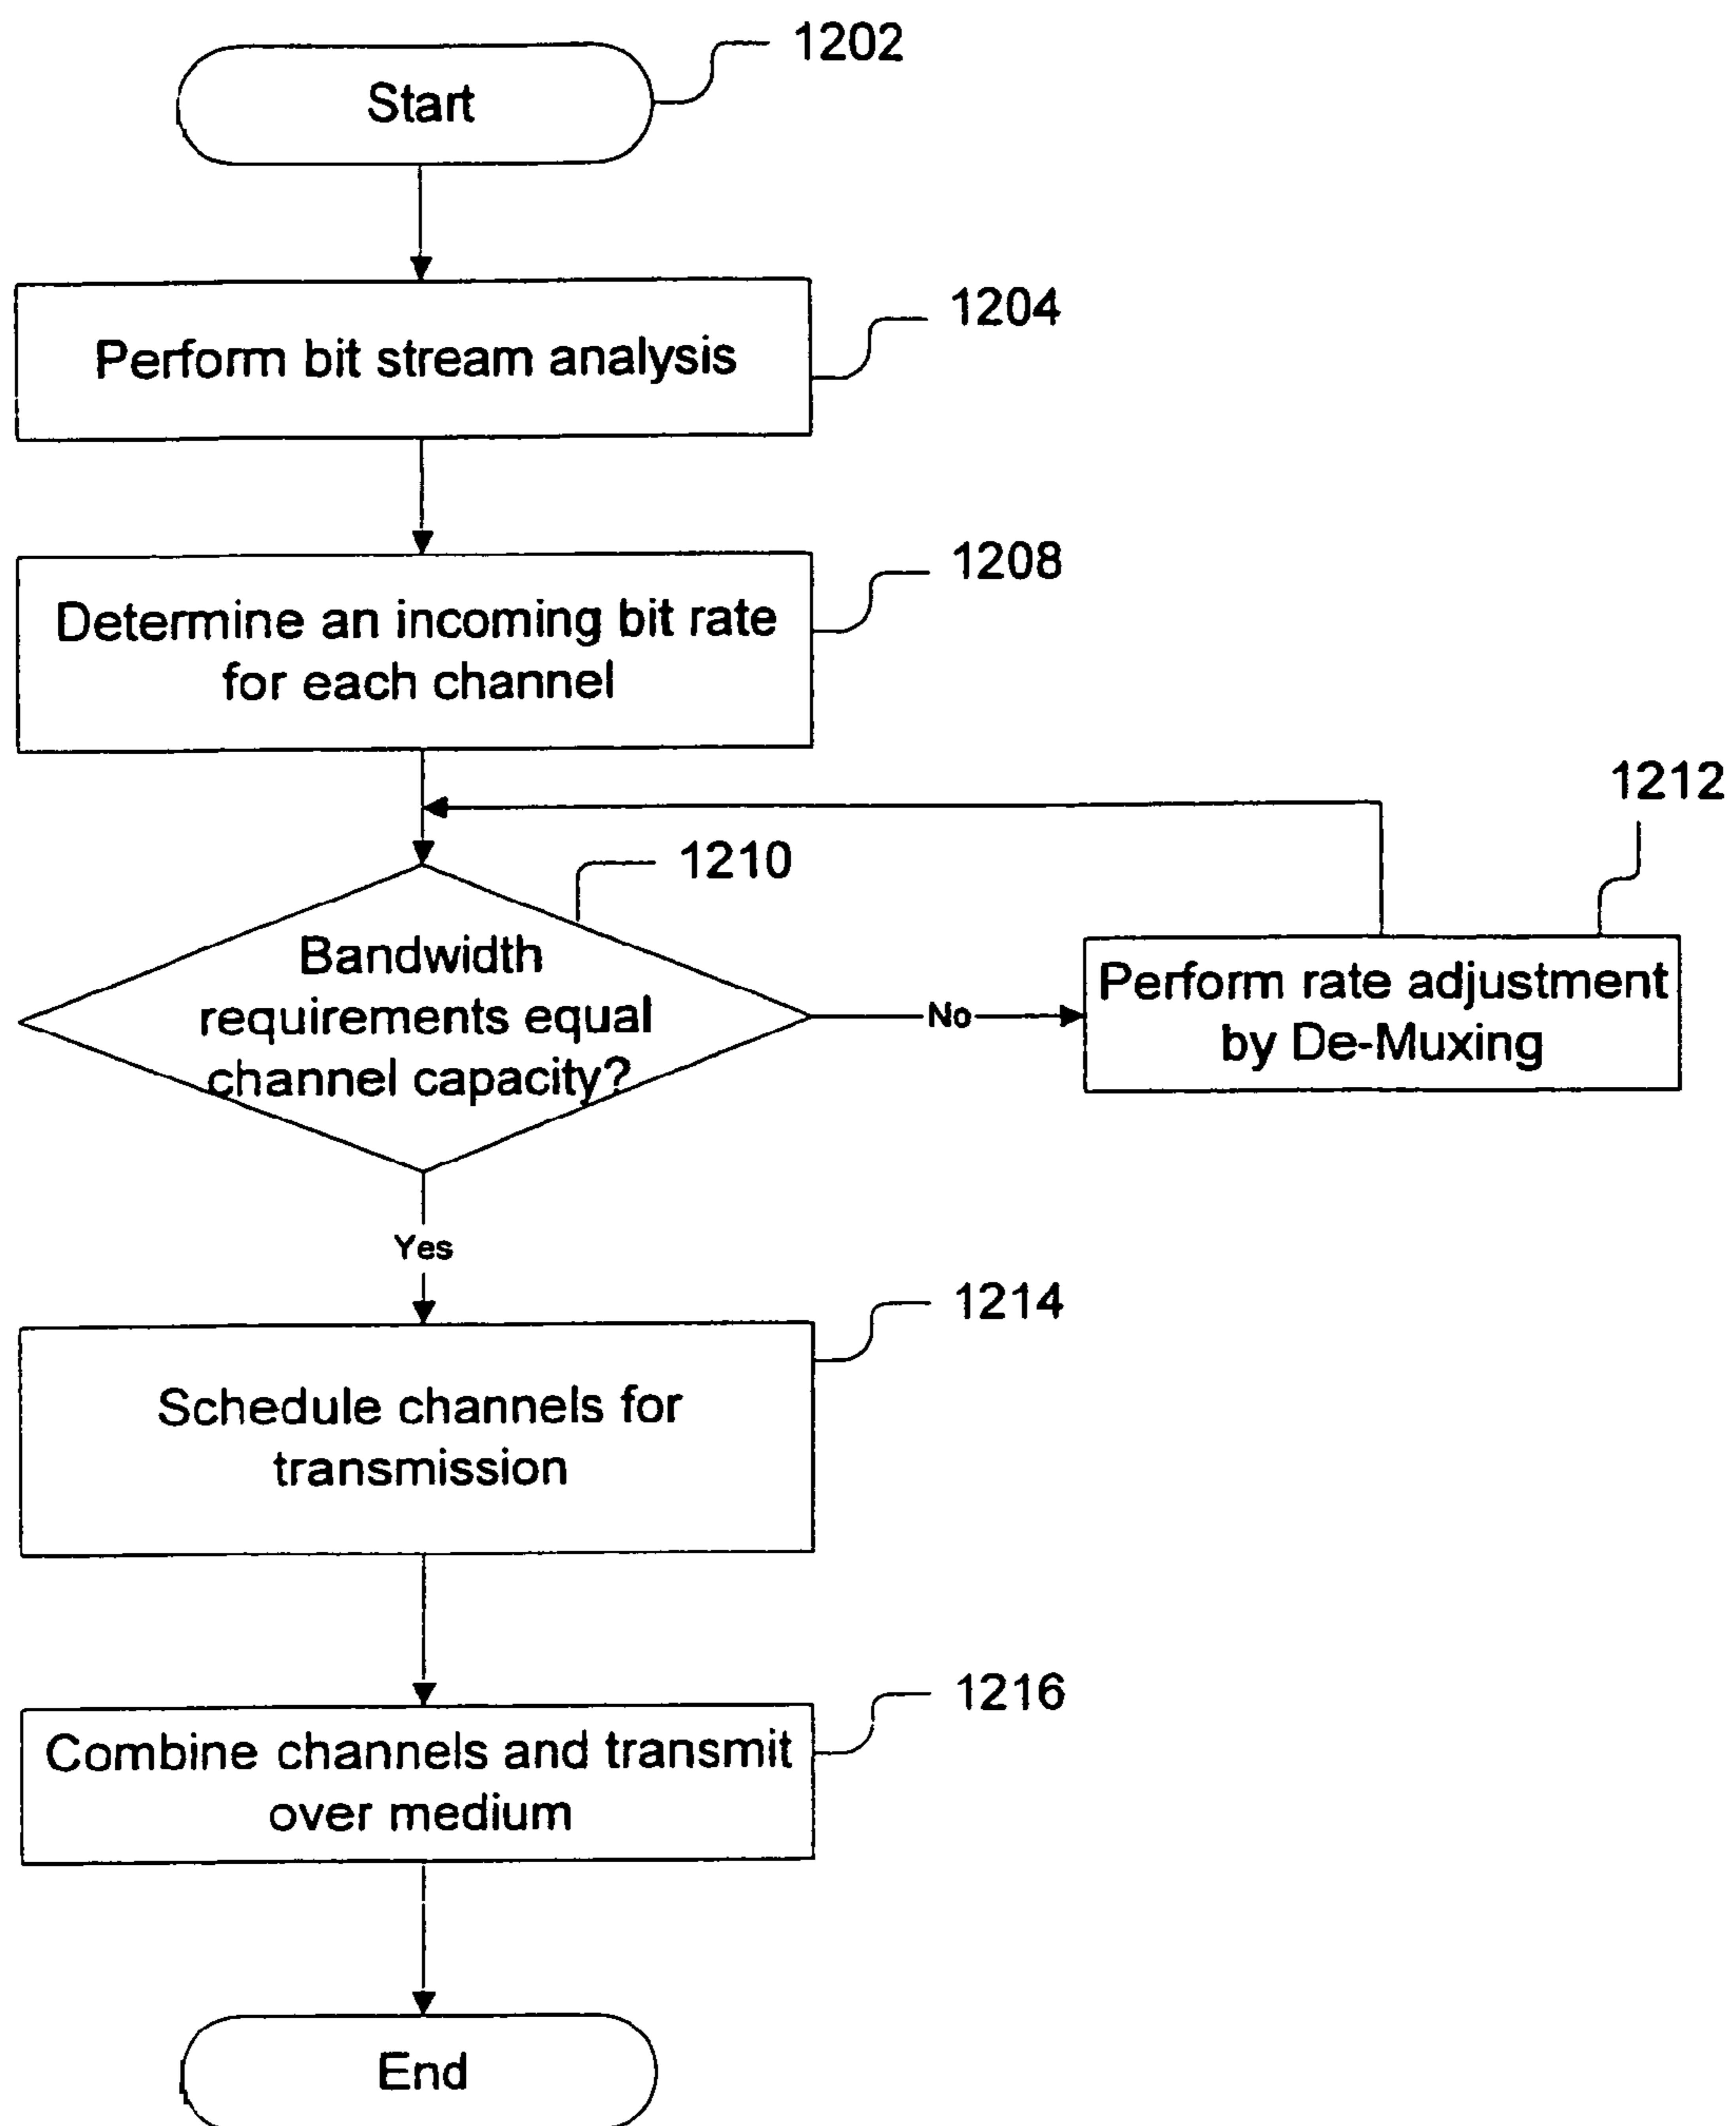 1202
Start
1204
Perform bit stream analysis
1208
Determine an incoming bit rate
for each channel
1212
1210
Bandwidth
requirements equal
channel capacity?
No
Perform rate adjustment
by De-Muxing
Yes
1214
Schedule channels for
transmission
1216
Combine channels and transmit
over medium
End